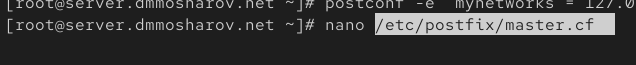 [root@server.dmmosharov.net ~]# postconf -e 'mynetworks = 127.0
[root@server.dmmosharov.net ~]# nano /etc/postfix/master.cf